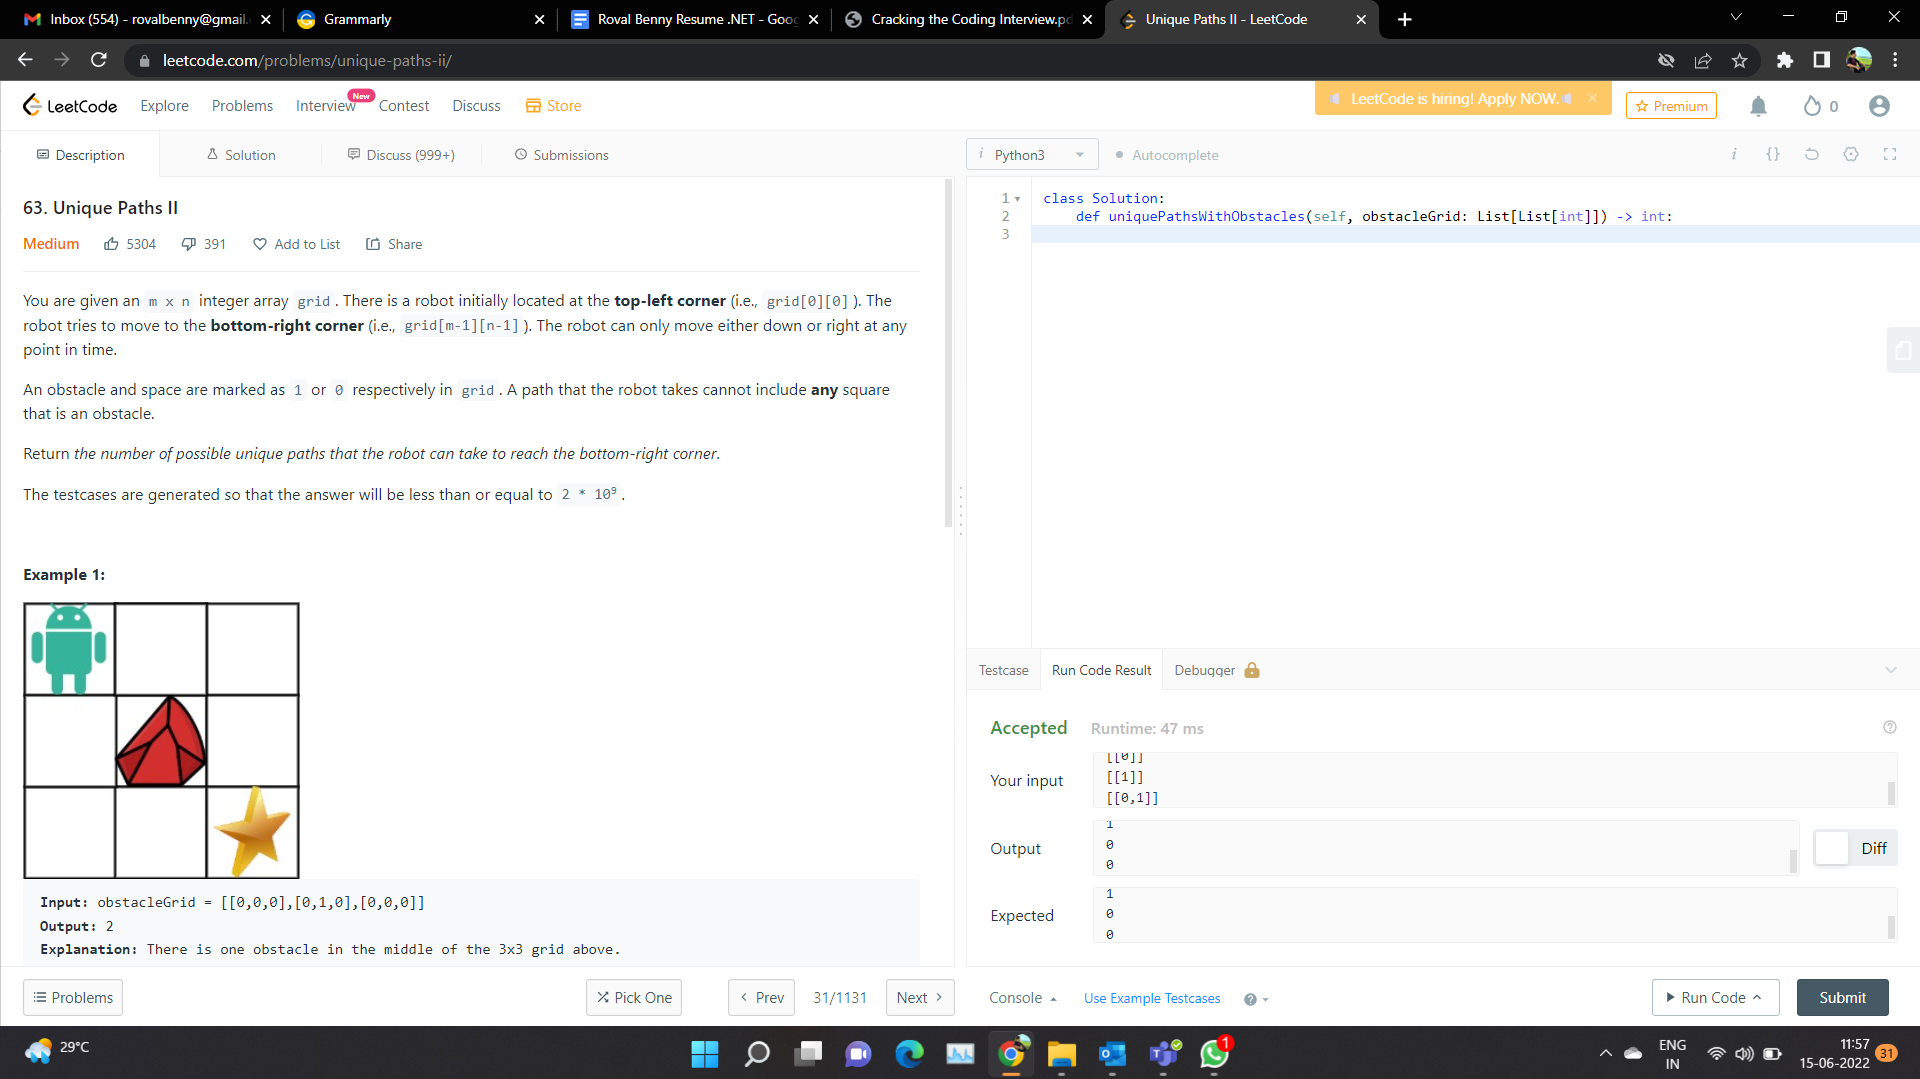 Inbox (554) - rovalbenny@gmail.
Grammarly
Roval Benny Resume .NET - Goog
Cracking the Coding Interview.pd
Unique Paths II - LeetCode
leetcode.com/problems/unique-paths-ii/
LeetCode
Explore
Problems
Interview
New
Contest
Discuss
Store
LeetCode is hiring! Apply NOW.
Premium
0
Description
Solution
Discuss (999+)
Submissions
i Python3
Autocomplete
i {}
63. Unique Paths II
Medium 5304 391 Add to List Share
You are given an m x n integer array grid. There is a robot initially located at the top-left corner (i.e., grid[0][0]). The
robot tries to move to the bottom-right corner (i.e., grid[m-1][n-1]). The robot can only move either down or right at any
point in time.
An obstacle and space are marked as 1 or 0 respectively in grid. A path that the robot takes cannot include any square
that is an obstacle.
Return the number of possible unique paths that the robot can take to reach the bottom-right corner.
The testcases are generated so that the answer will be less than or equal to 2 * 10⁹.
Example 1:
Input: obstacleGrid = [[0,0,0],[0,1,0],[0,0,0]]
Output: 2
Explanation: There is one obstacle in the middle of the 3x3 grid above.
1 class Solution:
2 def uniquePathsWithObstacles(self, obstacleGrid: List[List[int]]) -> int:
3
Testcase
Run Code Result
Debugger
Accepted Runtime: 47 ms
Your input
[[0]]
[[1]]
[[0,1]]
Output
1
0
0
Diff
Expected
1
0
0
Problems
Pick One
Prev
31/1131
Next
Console
Use Example Testcases
Run Code
Submit
29°C
1
ENG
IN
11:57
15-06-2022
31